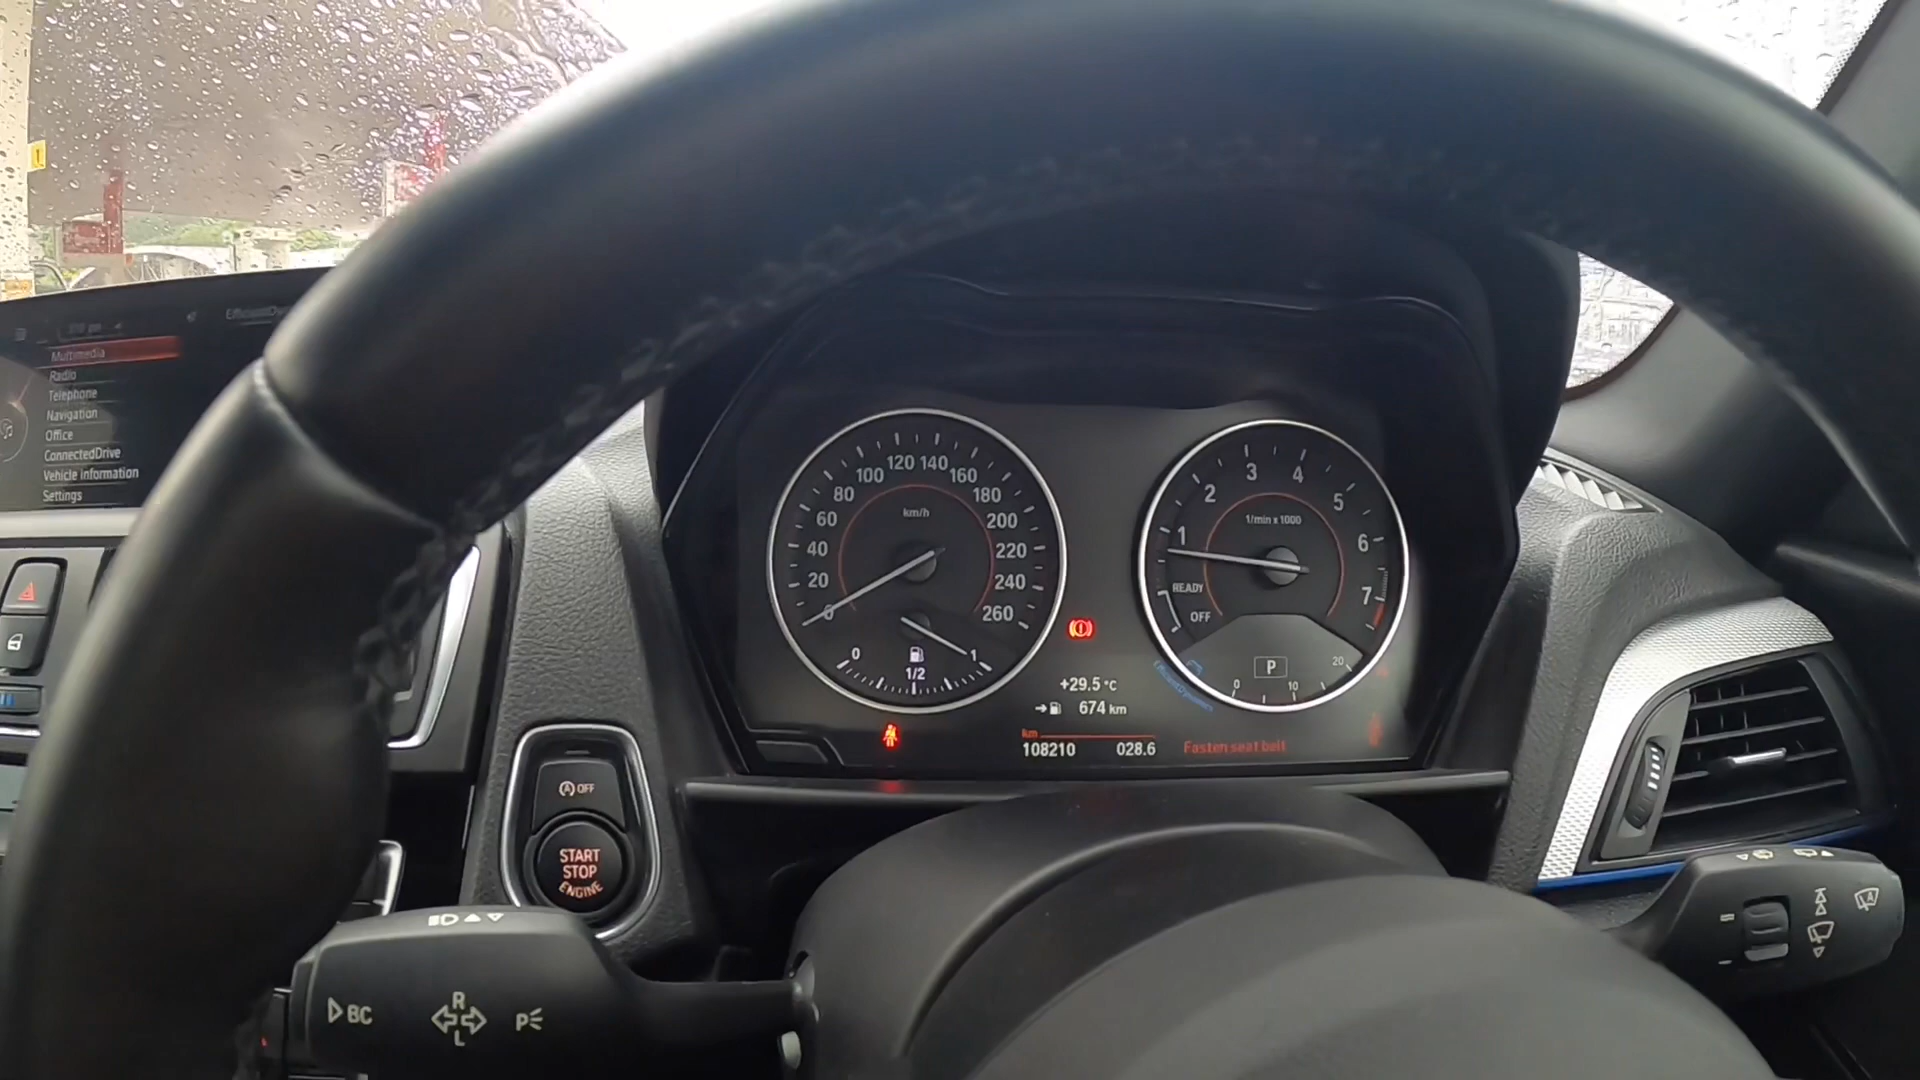 Multimedia
Radio
Telephone
Navigation
Office
ConnectedDrive
Vehicle information
Settings
0 20 40 60 80 100 120 140 160 180 200 220 240 260
km/h
0 1/2 1
1 2 3 4 5 6 7
1/min x 1000
READY
OFF
EfficientDynamics
P
0 10 20
+29.5 °C
→ 674 km
km
108210 028.6
Fasten seat belt
A OFF
START
STOP
ENGINE
BC
R
L
P
A